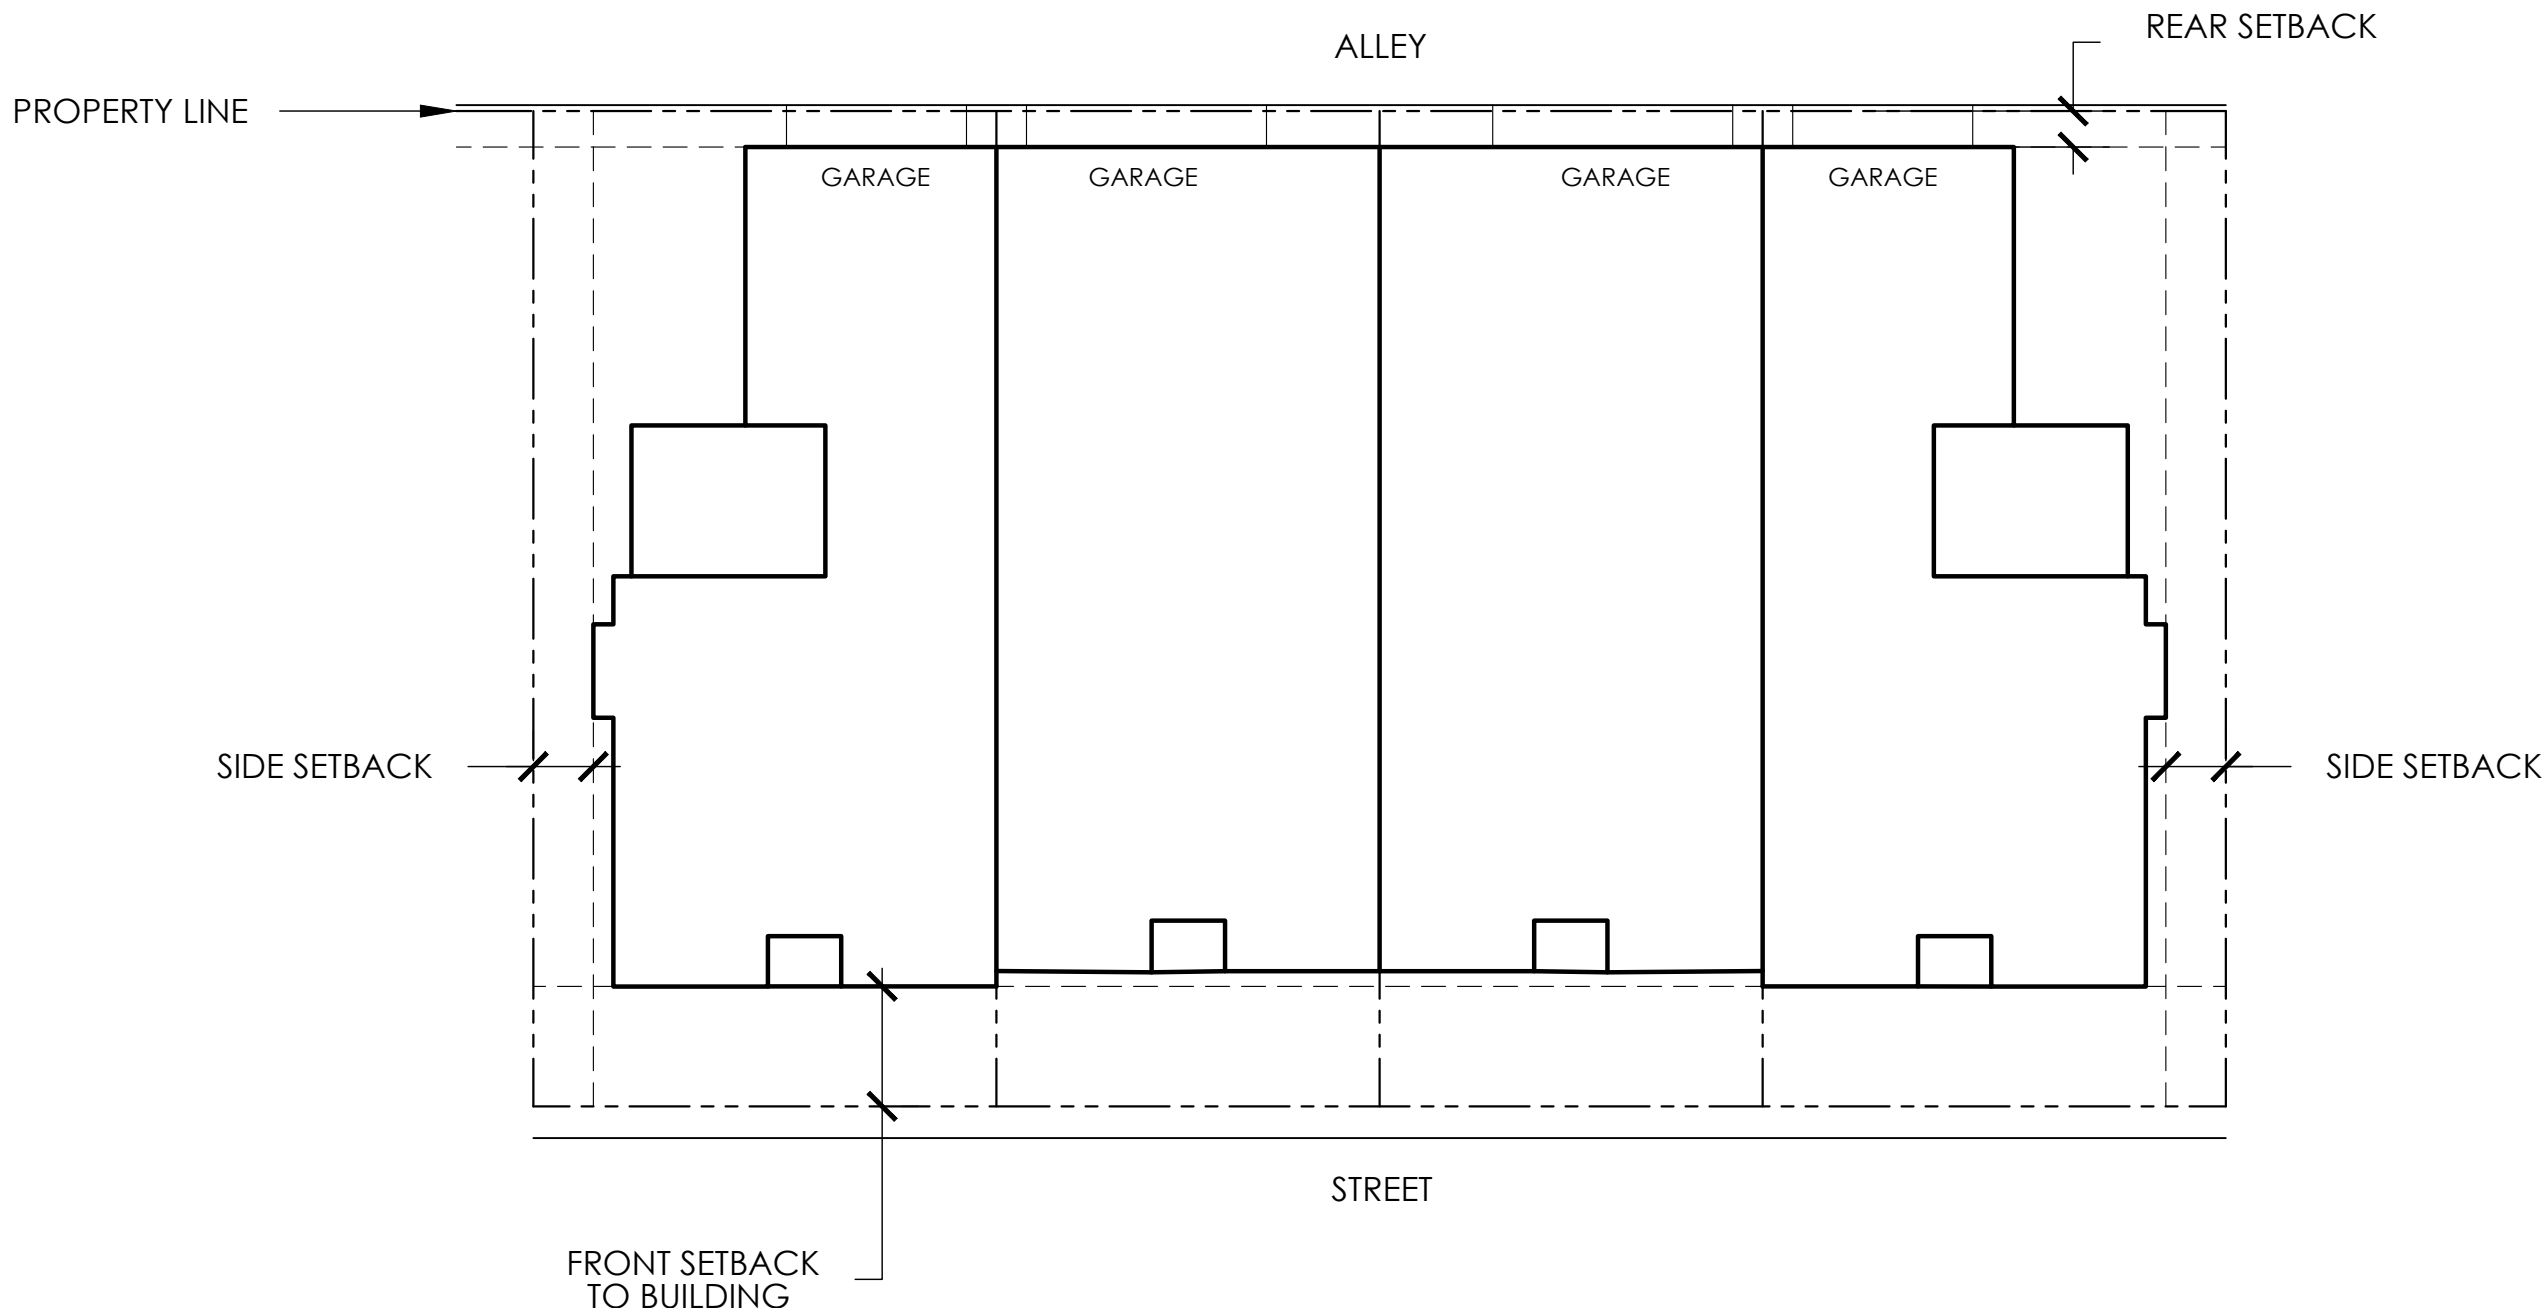 REAR SETBACK
ALLEY
PROPERTY LINE
GARAGE
GARAGE
GARAGE
GARAGE
SIDE SETBACK
SIDE SETBACK
STREET
FRONT SETBACK
TO BUILDING